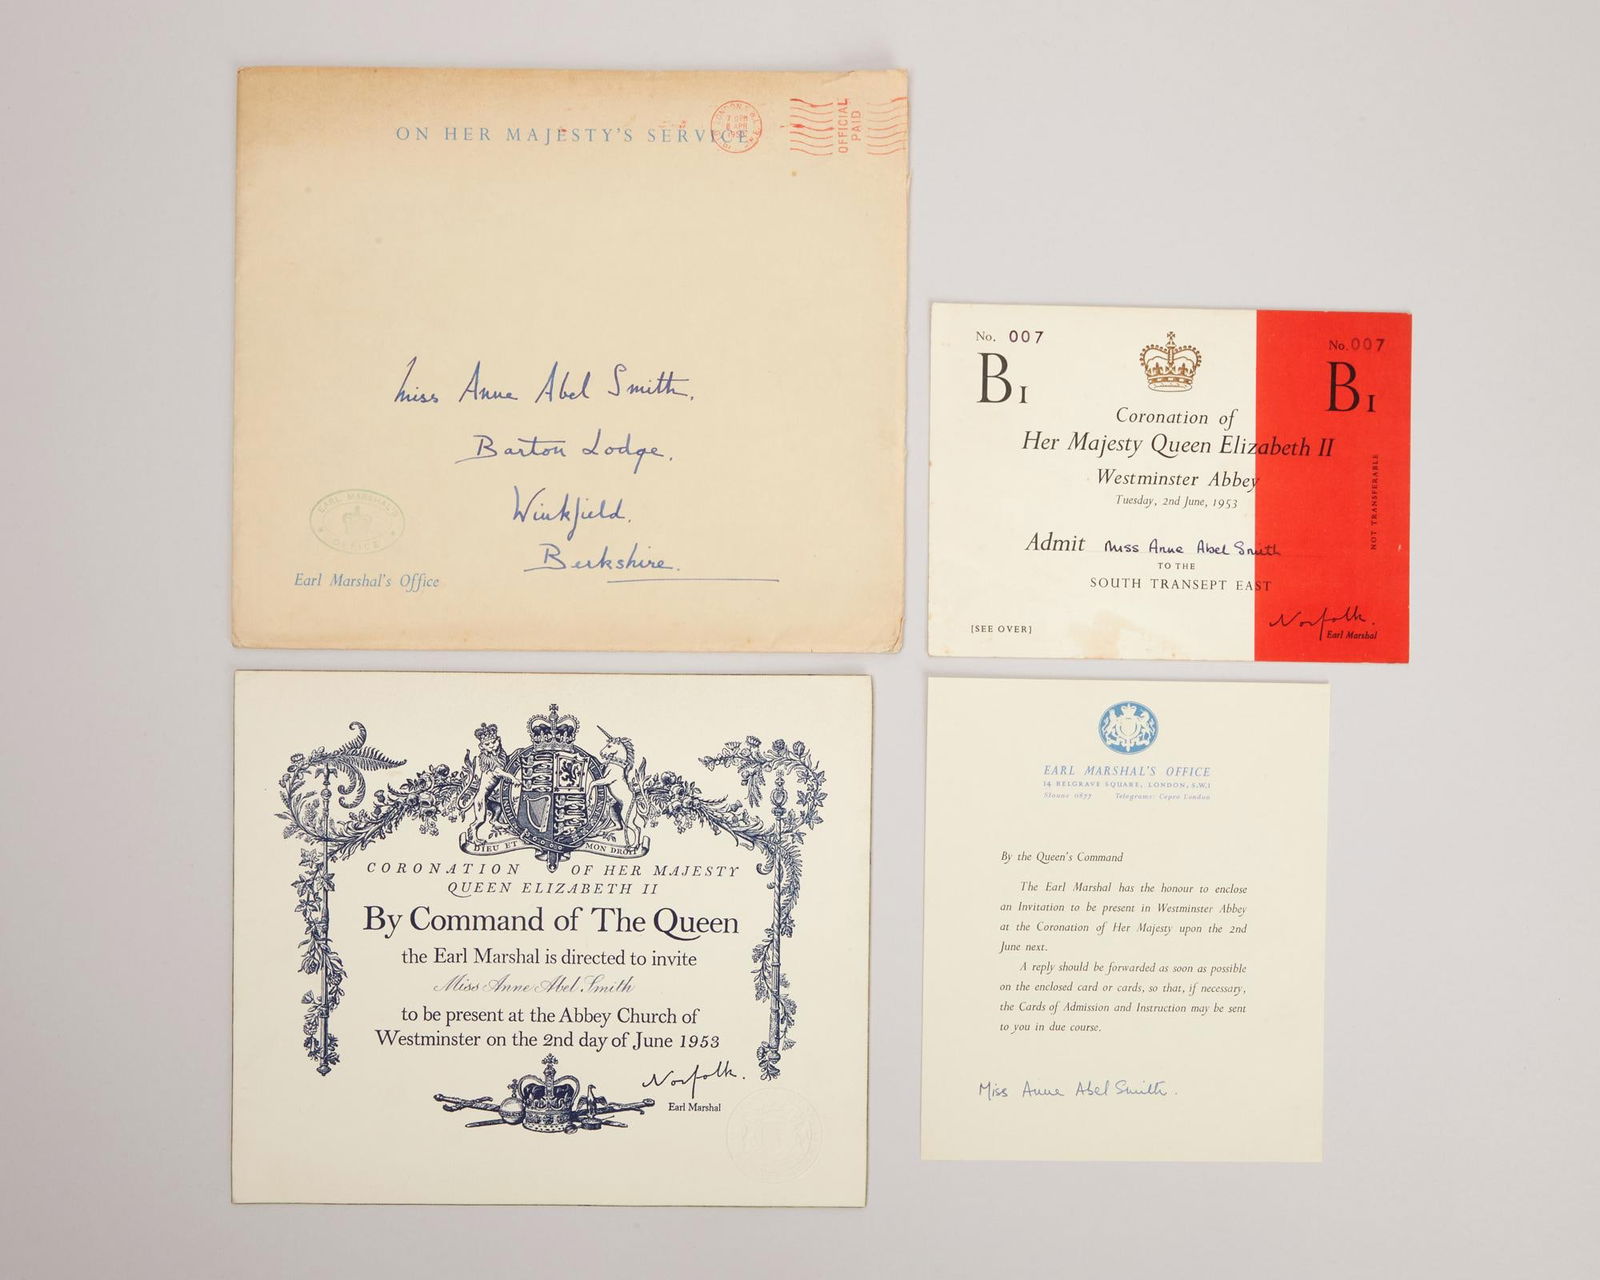 ON HER MAJESTY'S SERVICE
OFFICIAL
PAID
Miss Anne Abel Smith,
Barton Lodge,
Winkfield,
Berkshire.
EARL MARSHAL'S
OFFICE
Earl Marshal's Office
No. 007
B I
Coronation of
Her Majesty Queen Elizabeth II
Westminster Abbey
Tuesday, 2nd June, 1953
Admit Miss Anne Abel Smith
TO THE
SOUTH TRANSEPT EAST
[SEE OVER]
No. 007
B I
NOT TRANSFERABLE
Norfolk.
Earl Marshal
DIEU ET MON DROIT
CORONATION OF HER MAJESTY
QUEEN ELIZABETH II
By Command of The Queen
the Earl Marshal is directed to invite
Miss Anne Abel Smith
to be present at the Abbey Church of
Westminster on the 2nd day of June 1953
Norfolk.
Earl Marshal
EARL MARSHAL'S OFFICE
14 BELGRAVE SQUARE, LONDON, S.W.1
Sloane 0877 Telegrams: Cepro London
By the Queen's Command
The Earl Marshal has the honour to enclose
an Invitation to be present in Westminster Abbey
at the Coronation of Her Majesty upon the 2nd
June next.
A reply should be forwarded as soon as possible
on the enclosed card or cards, so that, if necessary,
the Cards of Admission and Instruction may be sent
to you in due course.
Miss Anne Abel Smith.